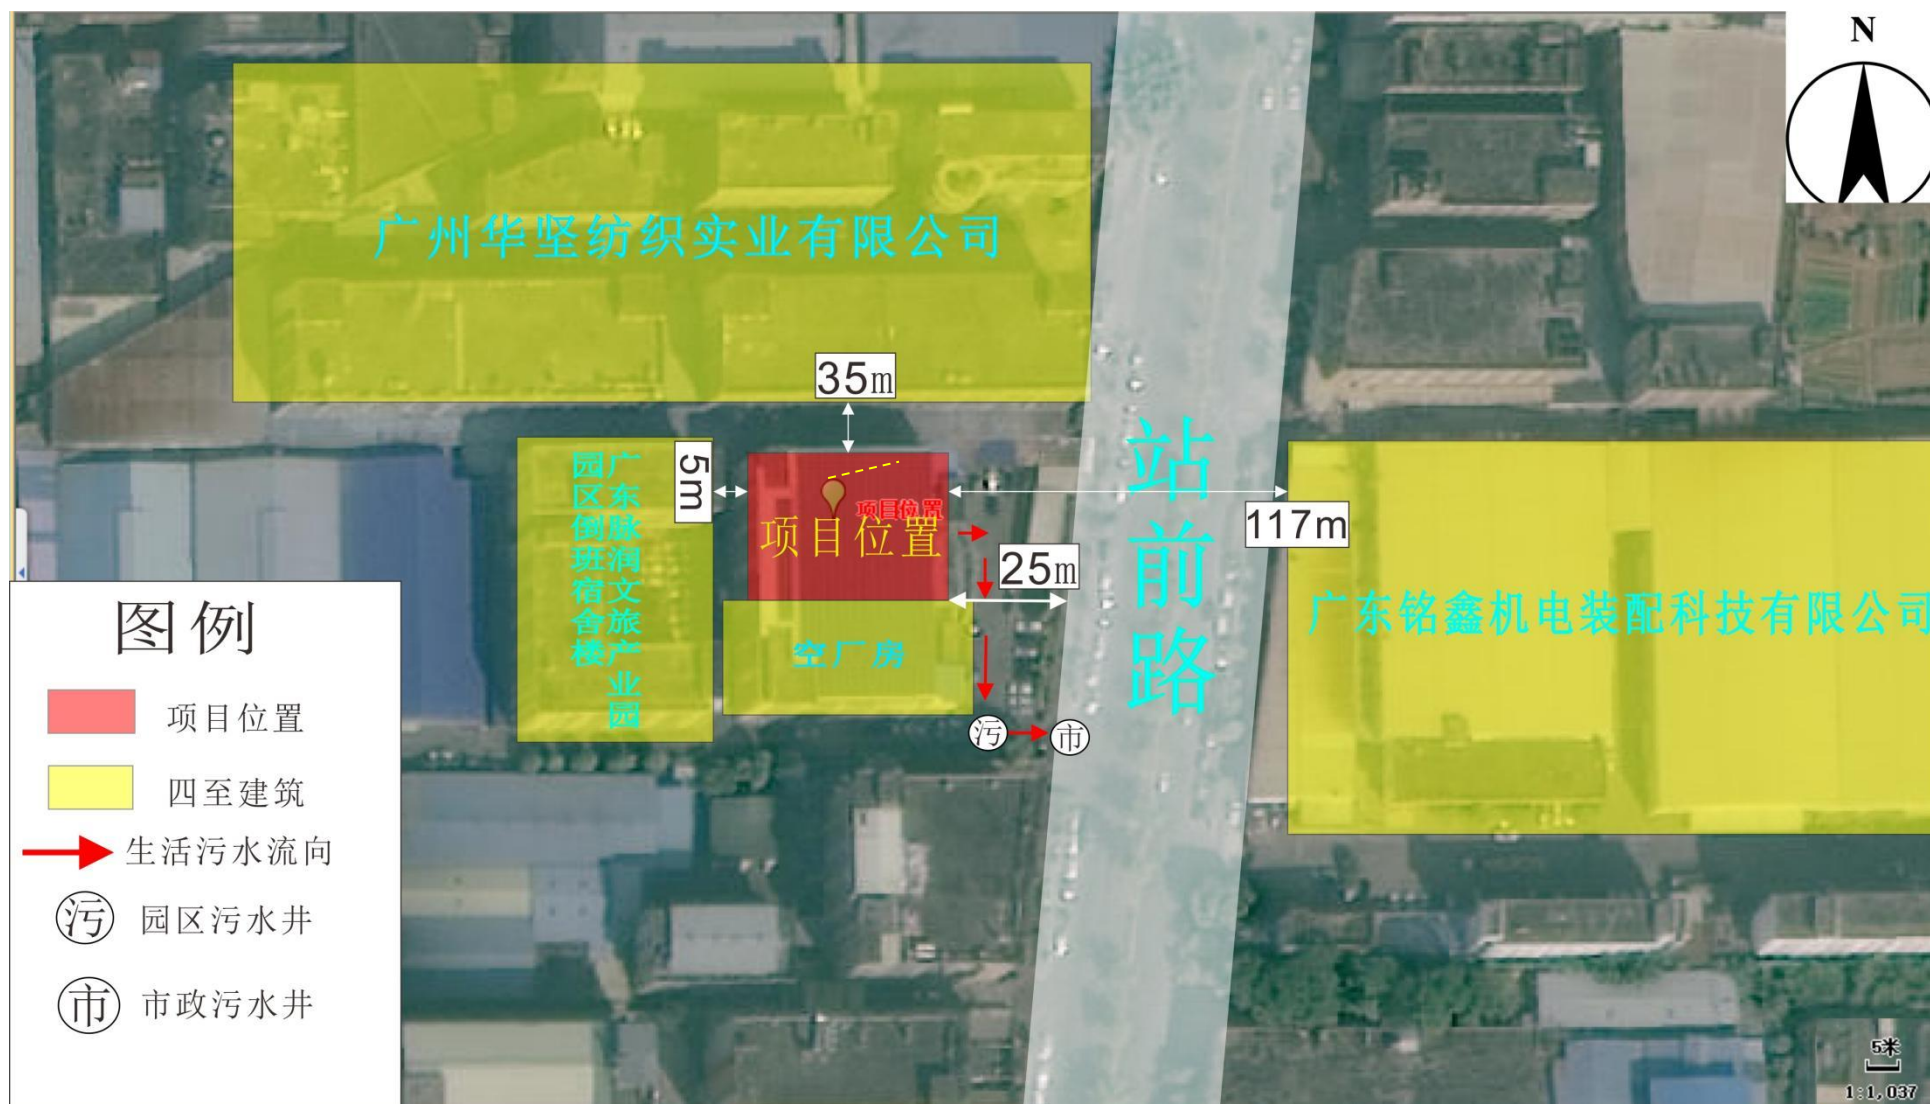 N
广州华坚纺织实业有限公司
35m
站前路
5m
广东脉润文旅产业园
园区倒班宿舍楼
项目位置
项目位置
117m
25m
广东铭鑫机电装配科技有限公司
空厂房
污
市
图例
项目位置
四至建筑
生活污水流向
污 园区污水井
市 市政污水井
5米
1:1,037